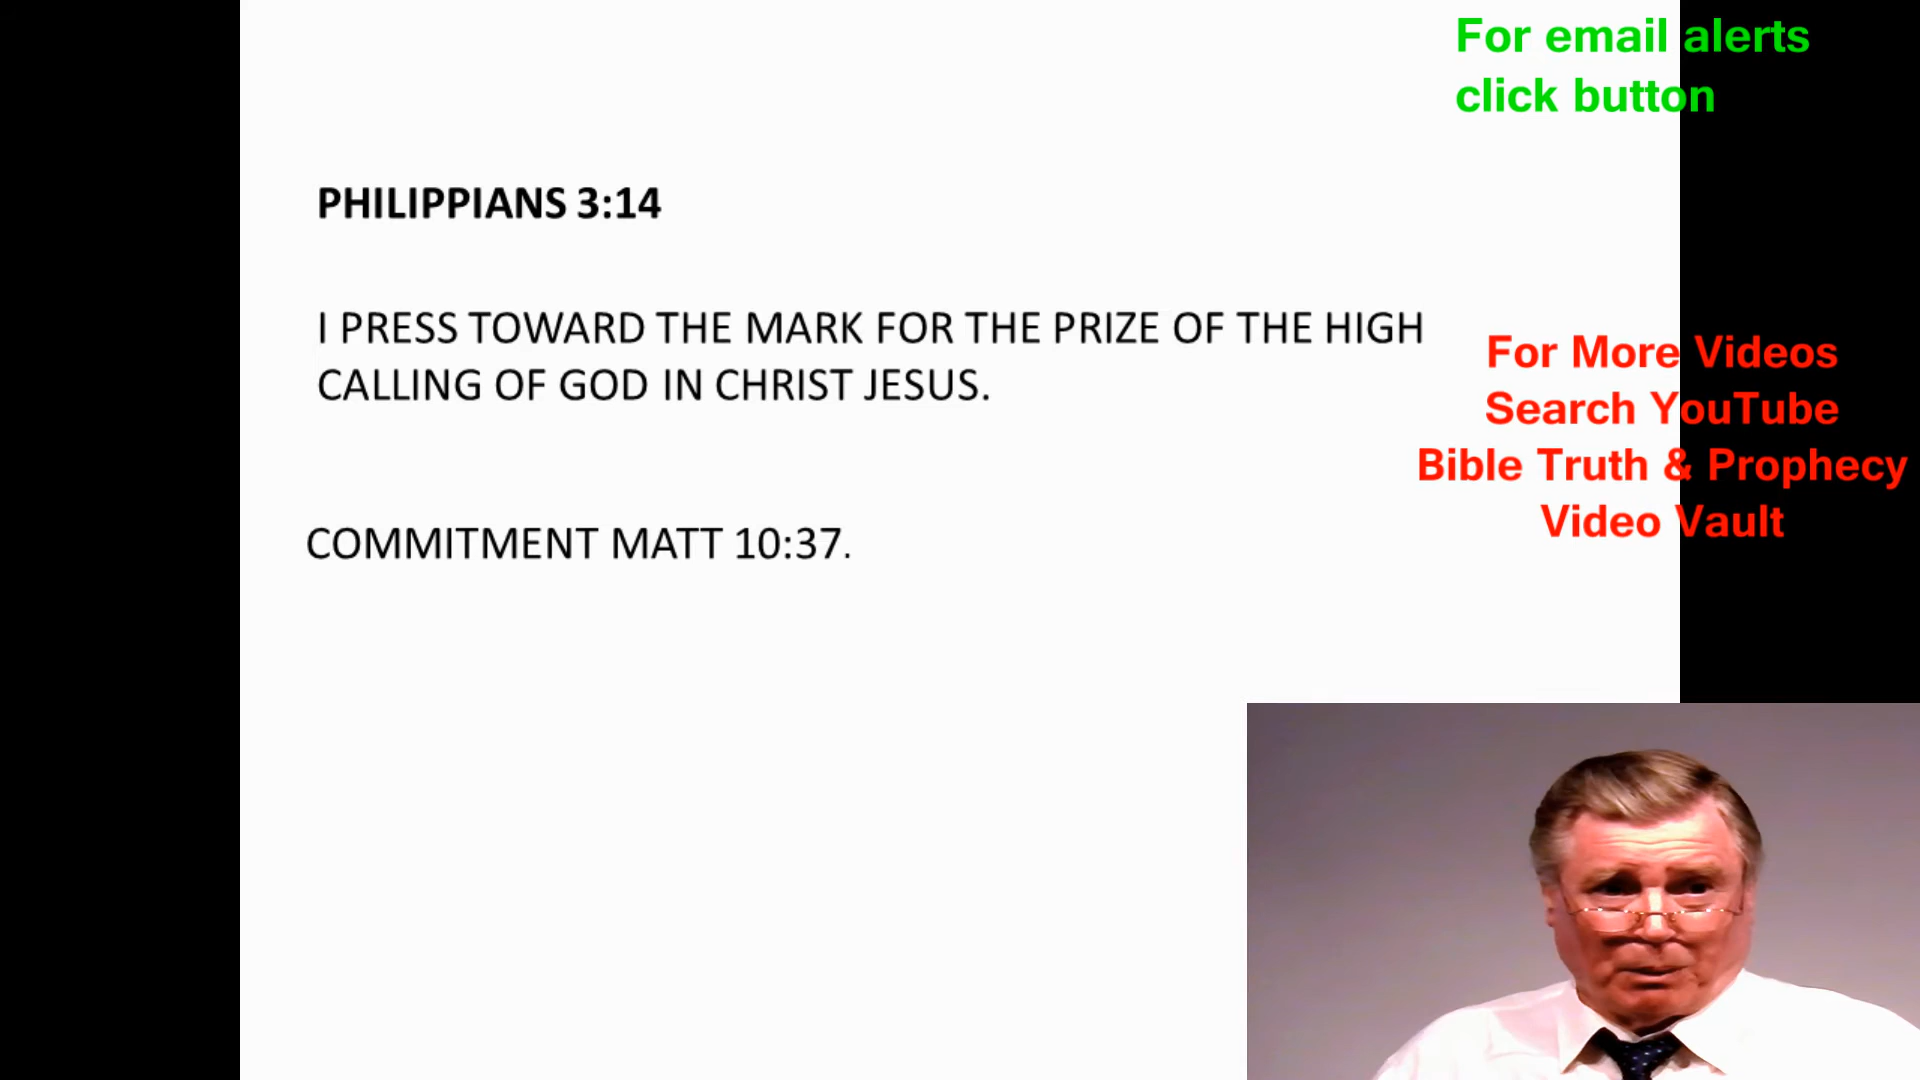 For email alerts
click button
PHILIPPIANS 3:14
I PRESS TOWARD THE MARK FOR THE PRIZE OF THE HIGH
CALLING OF GOD IN CHRIST JESUS.
For More Videos
Search YouTube
Bible Truth & Prophecy
Video Vault
COMMITMENT MATT 10:37.